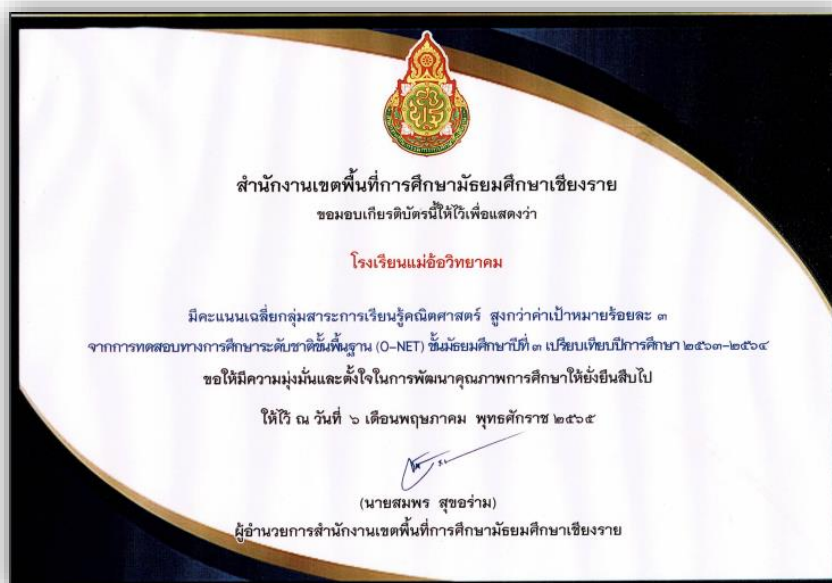 สำนักงานเขตพื้นที่การศึกษามัธยมศึกษาเชียงราย
ขอมอบเกียรติบัตรนี้ให้ไว้เพื่อแสดงว่า
โรงเรียนแม่อ้อวิทยาคม
มีคะแนนเฉลี่ยกลุ่มสาระการเรียนรู้คณิตศาสตร์ สูงกว่าค่าเป้าหมายร้อยละ ๓
จากการทดสอบทางการศึกษาระดับชาติขั้นพื้นฐาน (O-NET) ชั้นมัธยมศึกษาปีที่ ๓ เปรียบเทียบปีการศึกษา ๒๕๖๓-๒๕๖๔
ขอให้มีความมุ่งมั่นและตั้งใจในการพัฒนาคุณภาพการศึกษาให้ยั่งยืนสืบไป
ให้ไว้ ณ วันที่ ๖ เดือนพฤษภาคม พุทธศักราช ๒๕๖๕
(นายสมพร สุขอร่าม)
ผู้อำนวยการสำนักงานเขตพื้นที่การศึกษามัธยมศึกษาเชียงราย